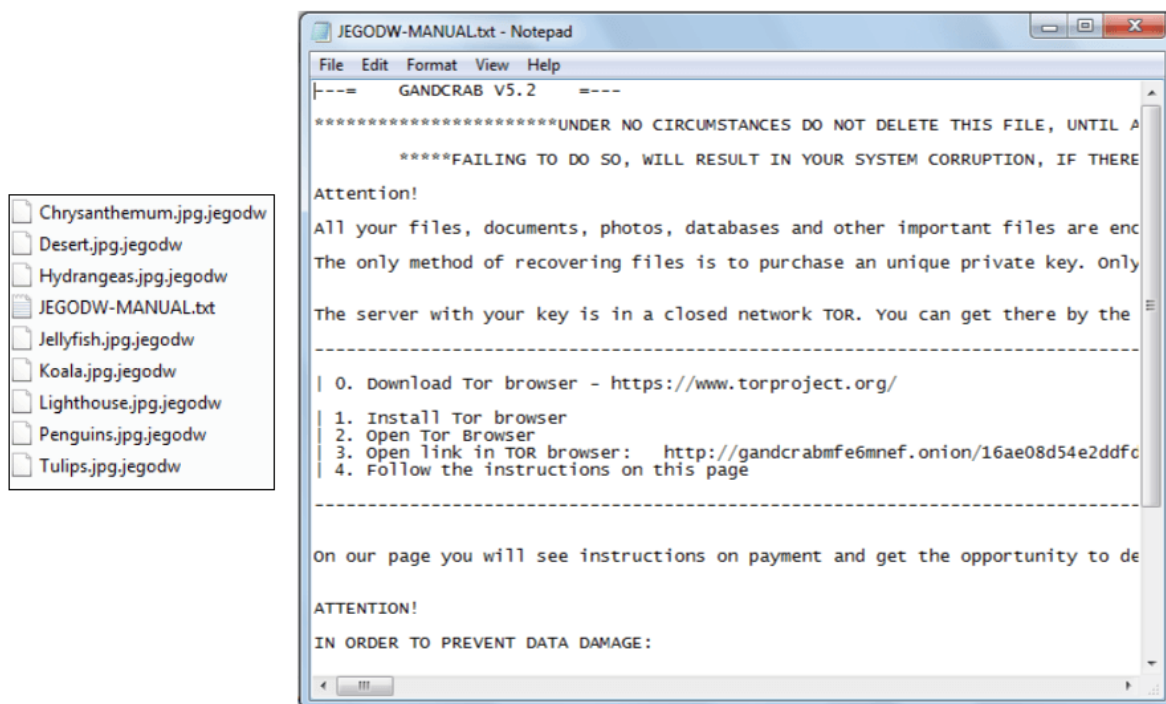 Chrysanthemum.jpg.jegodw
Desert.jpg.jegodw
Hydrangeas.jpg.jegodw
JEGODW-MANUAL.txt
Jellyfish.jpg.jegodw
Koala.jpg.jegodw
Lighthouse.jpg.jegodw
Penguins.jpg.jegodw
Tulips.jpg.jegodw
JEGODW-MANUAL.txt - Notepad
File Edit Format View Help
---= GANDCRAB V5.2 =---
***********************UNDER NO CIRCUMSTANCES DO NOT DELETE THIS FILE, UNTIL A
*****FAILING TO DO SO, WILL RESULT IN YOUR SYSTEM CORRUPTION, IF THERE
Attention!
All your files, documents, photos, databases and other important files are enc
The only method of recovering files is to purchase an unique private key. Only
The server with your key is in a closed network TOR. You can get there by the
------------------------------------------------------------------------------
| 0. Download Tor browser - https://www.torproject.org/
| 1. Install Tor browser
| 2. Open Tor Browser
| 3. Open link in TOR browser: http://gandcrabmfe6mnef.onion/16ae08d54e2ddfd
| 4. Follow the instructions on this page
------------------------------------------------------------------------------
On our page you will see instructions on payment and get the opportunity to de
ATTENTION!
IN ORDER TO PREVENT DATA DAMAGE: